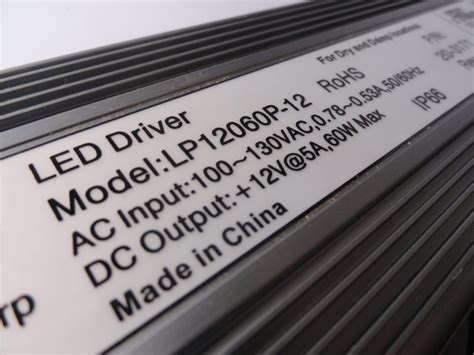 LED Driver
Model:LP12060P-12
AC Input:100~130VAC,0.78~0.53A,50/60Hz
DC Output:+12V@5A,60W Max
Made in China
For Dry and Damp locations
RoHS
IP66
rp